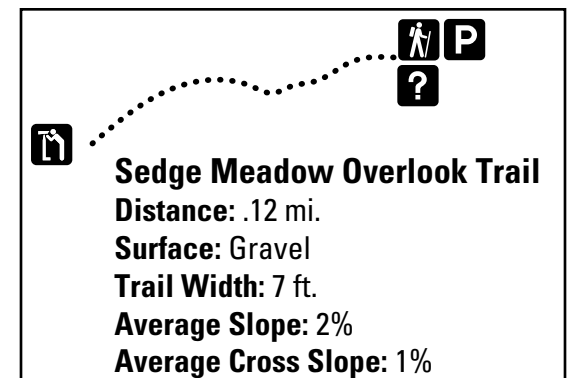 P
?
Sedge Meadow Overlook Trail
Distance: .12 mi.
Surface: Gravel
Trail Width: 7 ft.
Average Slope: 2%
Average Cross Slope: 1%